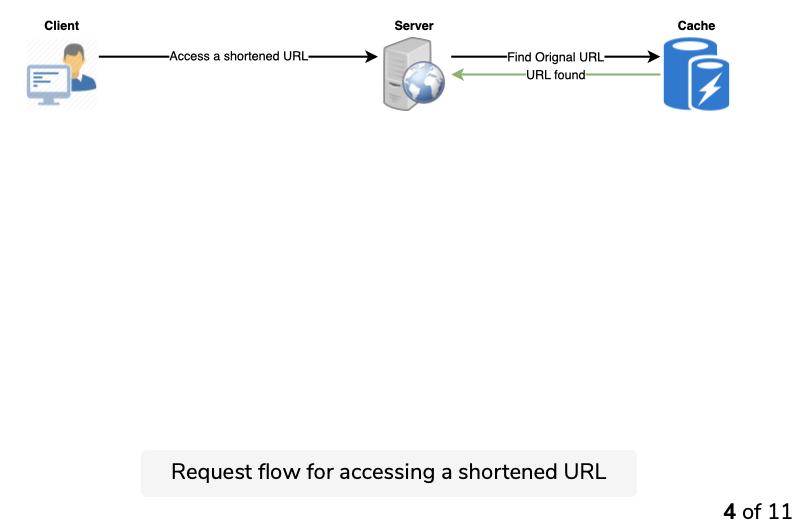 Client
Server
Cache
Access a shortened URL
Find Orignal URL
URL found
Request flow for accessing a shortened URL
4 of 11